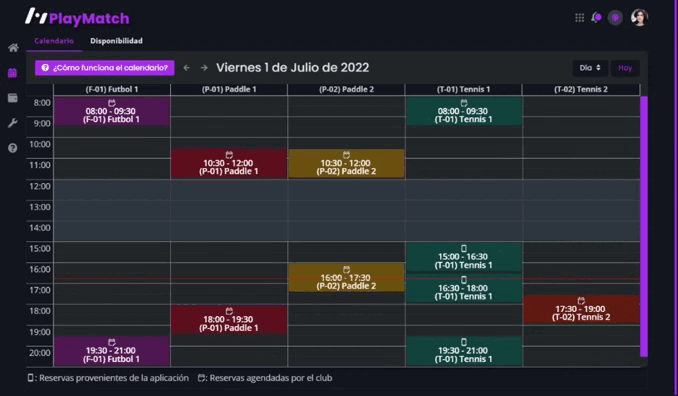 PlayMatch
Calendario Disponibilidad
¿Cómo funciona el calendario? Viernes 1 de Julio de 2022 Día Hoy
(F-01) Futbol 1 (P-01) Paddle 1 (P-02) Paddle 2 (T-01) Tennis 1 (T-02) Tennis 2
8:00
08:00 - 09:30 08:00 - 09:30
9:00 (F-01) Futbol 1 (T-01) Tennis 1
10:00
11:00 10:30 - 12:00 10:30 - 12:00
(P-01) Paddle 1 (P-02) Paddle 2
12:00
13:00
14:00
15:00
15:00 - 16:30
(T-01) Tennis 1
16:00
16:00 - 17:30
(P-02) Paddle 2
17:00 16:30 - 18:00
(T-01) Tennis 1
18:00 17:30 - 19:00
(T-02) Tennis 2
18:00 - 19:30
(P-01) Paddle 1
19:00
20:00 19:30 - 21:00 19:30 - 21:00
(F-01) Futbol 1 (T-01) Tennis 1
: Reservas provenientes de la aplicación : Reservas agendadas por el club